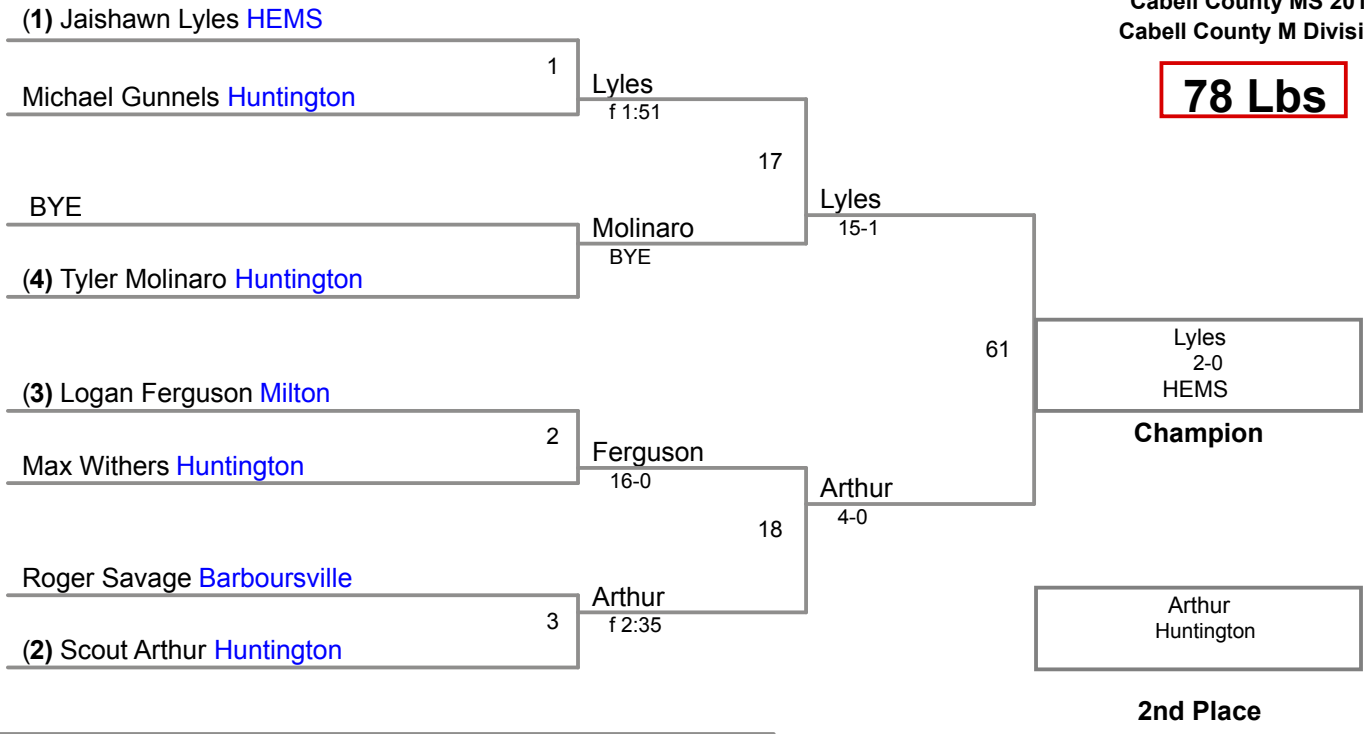 (1) Jaishawn Lyles HEMS
Cabell County MS 201
Cabell County M Divisi
78 Lbs
1
Michael Gunnels Huntington
Lyles
f 1:51
17
BYE
Lyles
15-1
Molinaro
BYE
(4) Tyler Molinaro Huntington
61
Lyles
2-0
HEMS
Champion
(3) Logan Ferguson Milton
2
Max Withers Huntington
Ferguson
16-0
Arthur
4-0
18
Roger Savage Barboursville
3
Arthur
f 2:35
(2) Scout Arthur Huntington
Arthur
Huntington
2nd Place